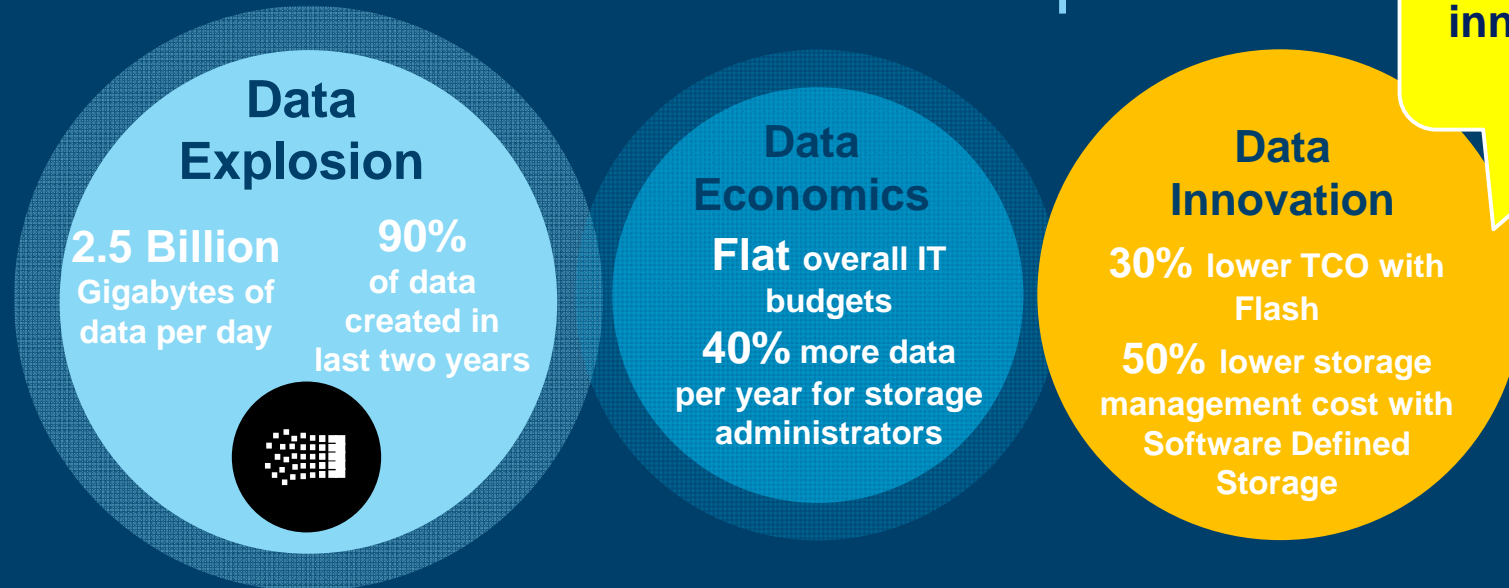 Data
Explosion
2.5 Billion
Gigabytes of
data per day
90%
of data
created in
last two years
Data
Economics
Flat overall IT
budgets
40% more data
per year for storage
administrators
Data
Innovation
30% lower TCO with
Flash
50% lower storage
management cost with
Software Defined
Storage